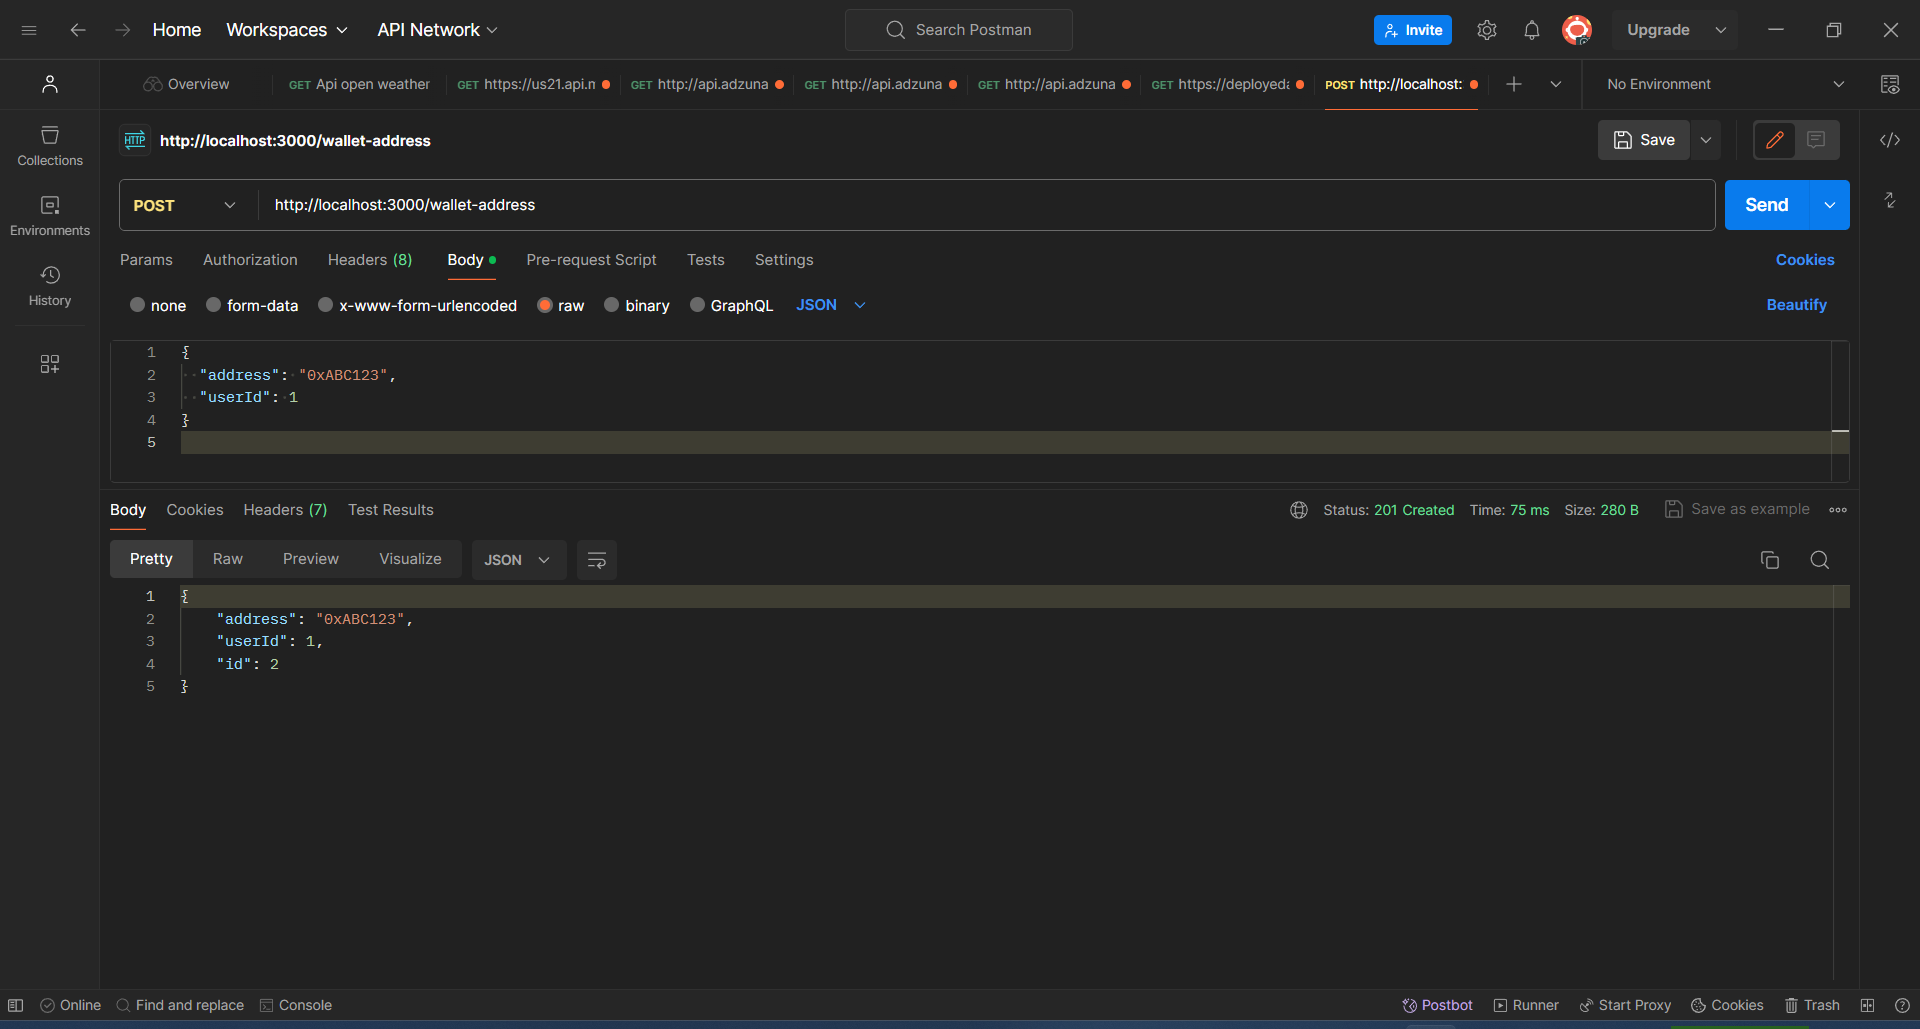 Home Workspaces API Network Search Postman Invite Upgrade
Overview GET Api open weather GET https://us21.api.n GET http://api.adzuna GET http://api.adzuna GET http://api.adzuna GET https://deployeda POST http://localhost: No Environment
HTTP http://localhost:3000/wallet-address Save
Collections
POST http://localhost:3000/wallet-address Send
Environments
Params Authorization Headers (8) Body Pre-request Script Tests Settings Cookies
History
none form-data x-www-form-urlencoded raw binary GraphQL JSON Beautify
1 {
2 "address": "0xABC123",
3 "userId": 1
4 }
5
Body Cookies Headers (7) Test Results Status: 201 Created Time: 75 ms Size: 280 B Save as example
Pretty Raw Preview Visualize JSON
1 {
2 "address": "0xABC123",
3 "userId": 1,
4 "id": 2
5 }
Online Find and replace Console Postbot Runner Start Proxy Cookies Trash